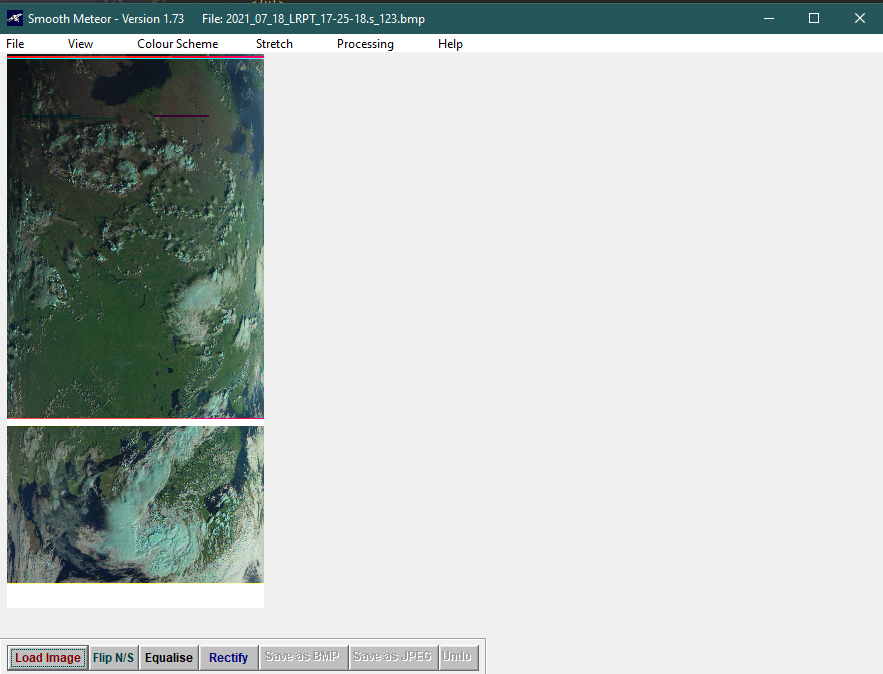 Smooth Meteor - Version 1.73 File: 2021_07_18_LRPT_17-25-18.s_123.bmp
File View Colour Scheme Stretch Processing Help
Load Image Flip N/S Equalise Rectify Save as BMP Save as JPEG Undo